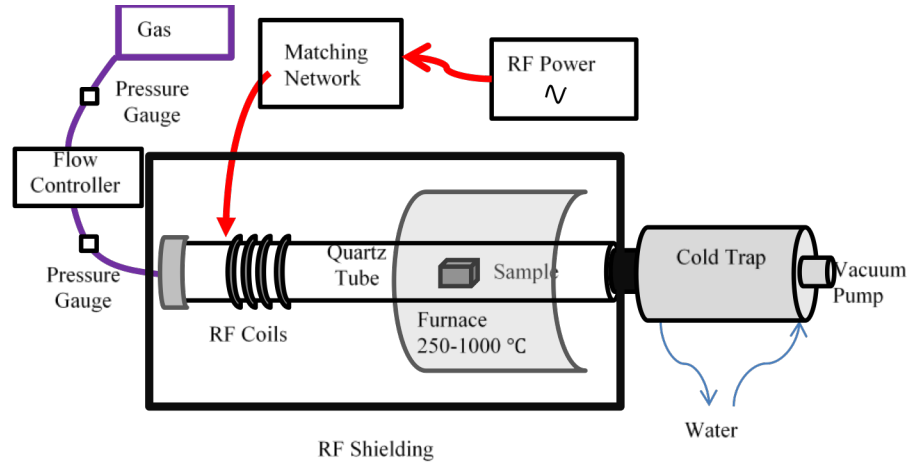 Gas
Matching
Network
RF Power
Pressure
Gauge
Flow
Controller
Pressure
Gauge
Quartz
Tube
Sample
Cold Trap
Vacuum
Pump
RF Coils
Furnace
250-1000 ℃
Water
RF Shielding